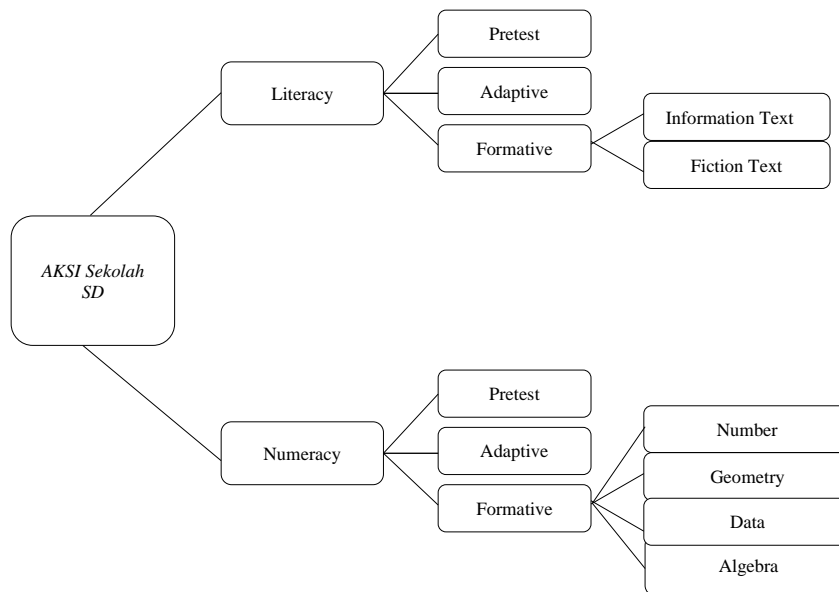 AKSI Sekolah
SD
Literacy
Pretest
Adaptive
Formative
Information Text
Fiction Text
Numeracy
Pretest
Adaptive
Formative
Number
Geometry
Data
Algebra